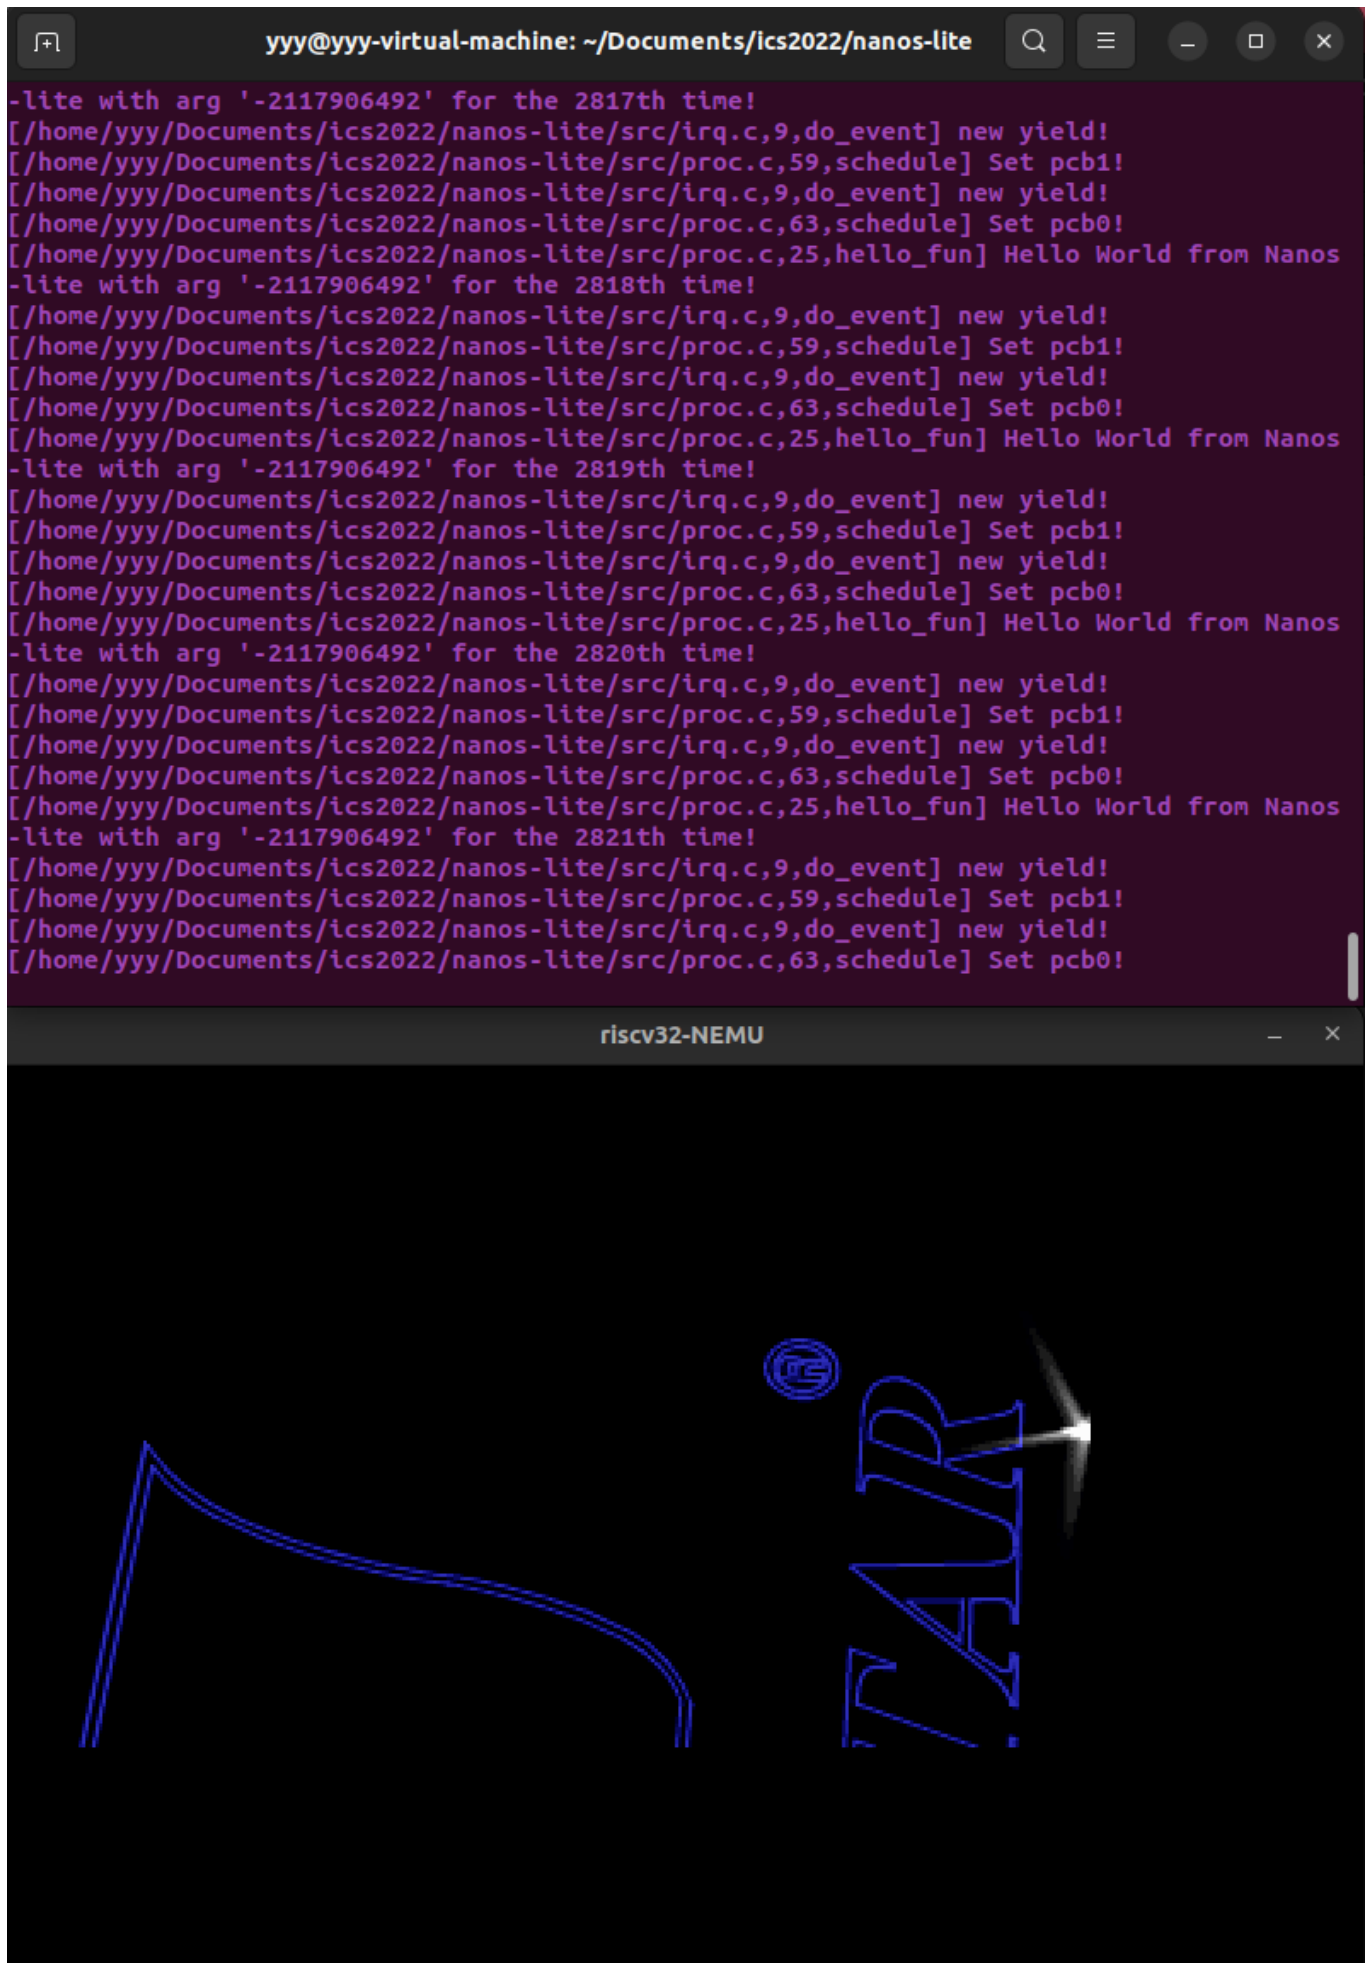 yyy@yyy-virtual-machine: ~/Documents/ics2022/nanos-lite
-lite with arg '-2117906492' for the 2817th time!
[/home/yyy/Documents/ics2022/nanos-lite/src/irq.c,9,do_event] new yield!
[/home/yyy/Documents/ics2022/nanos-lite/src/proc.c,59,schedule] Set pcb1!
[/home/yyy/Documents/ics2022/nanos-lite/src/irq.c,9,do_event] new yield!
[/home/yyy/Documents/ics2022/nanos-lite/src/proc.c,63,schedule] Set pcb0!
[/home/yyy/Documents/ics2022/nanos-lite/src/proc.c,25,hello_fun] Hello World from Nanos
-lite with arg '-2117906492' for the 2818th time!
[/home/yyy/Documents/ics2022/nanos-lite/src/irq.c,9,do_event] new yield!
[/home/yyy/Documents/ics2022/nanos-lite/src/proc.c,59,schedule] Set pcb1!
[/home/yyy/Documents/ics2022/nanos-lite/src/irq.c,9,do_event] new yield!
[/home/yyy/Documents/ics2022/nanos-lite/src/proc.c,63,schedule] Set pcb0!
[/home/yyy/Documents/ics2022/nanos-lite/src/proc.c,25,hello_fun] Hello World from Nanos
-lite with arg '-2117906492' for the 2819th time!
[/home/yyy/Documents/ics2022/nanos-lite/src/irq.c,9,do_event] new yield!
[/home/yyy/Documents/ics2022/nanos-lite/src/proc.c,59,schedule] Set pcb1!
[/home/yyy/Documents/ics2022/nanos-lite/src/irq.c,9,do_event] new yield!
[/home/yyy/Documents/ics2022/nanos-lite/src/proc.c,63,schedule] Set pcb0!
[/home/yyy/Documents/ics2022/nanos-lite/src/proc.c,25,hello_fun] Hello World from Nanos
-lite with arg '-2117906492' for the 2820th time!
[/home/yyy/Documents/ics2022/nanos-lite/src/irq.c,9,do_event] new yield!
[/home/yyy/Documents/ics2022/nanos-lite/src/proc.c,59,schedule] Set pcb1!
[/home/yyy/Documents/ics2022/nanos-lite/src/irq.c,9,do_event] new yield!
[/home/yyy/Documents/ics2022/nanos-lite/src/proc.c,63,schedule] Set pcb0!
[/home/yyy/Documents/ics2022/nanos-lite/src/proc.c,25,hello_fun] Hello World from Nanos
-lite with arg '-2117906492' for the 2821th time!
[/home/yyy/Documents/ics2022/nanos-lite/src/irq.c,9,do_event] new yield!
[/home/yyy/Documents/ics2022/nanos-lite/src/proc.c,59,schedule] Set pcb1!
[/home/yyy/Documents/ics2022/nanos-lite/src/irq.c,9,do_event] new yield!
[/home/yyy/Documents/ics2022/nanos-lite/src/proc.c,63,schedule] Set pcb0!
riscv32-NEMU